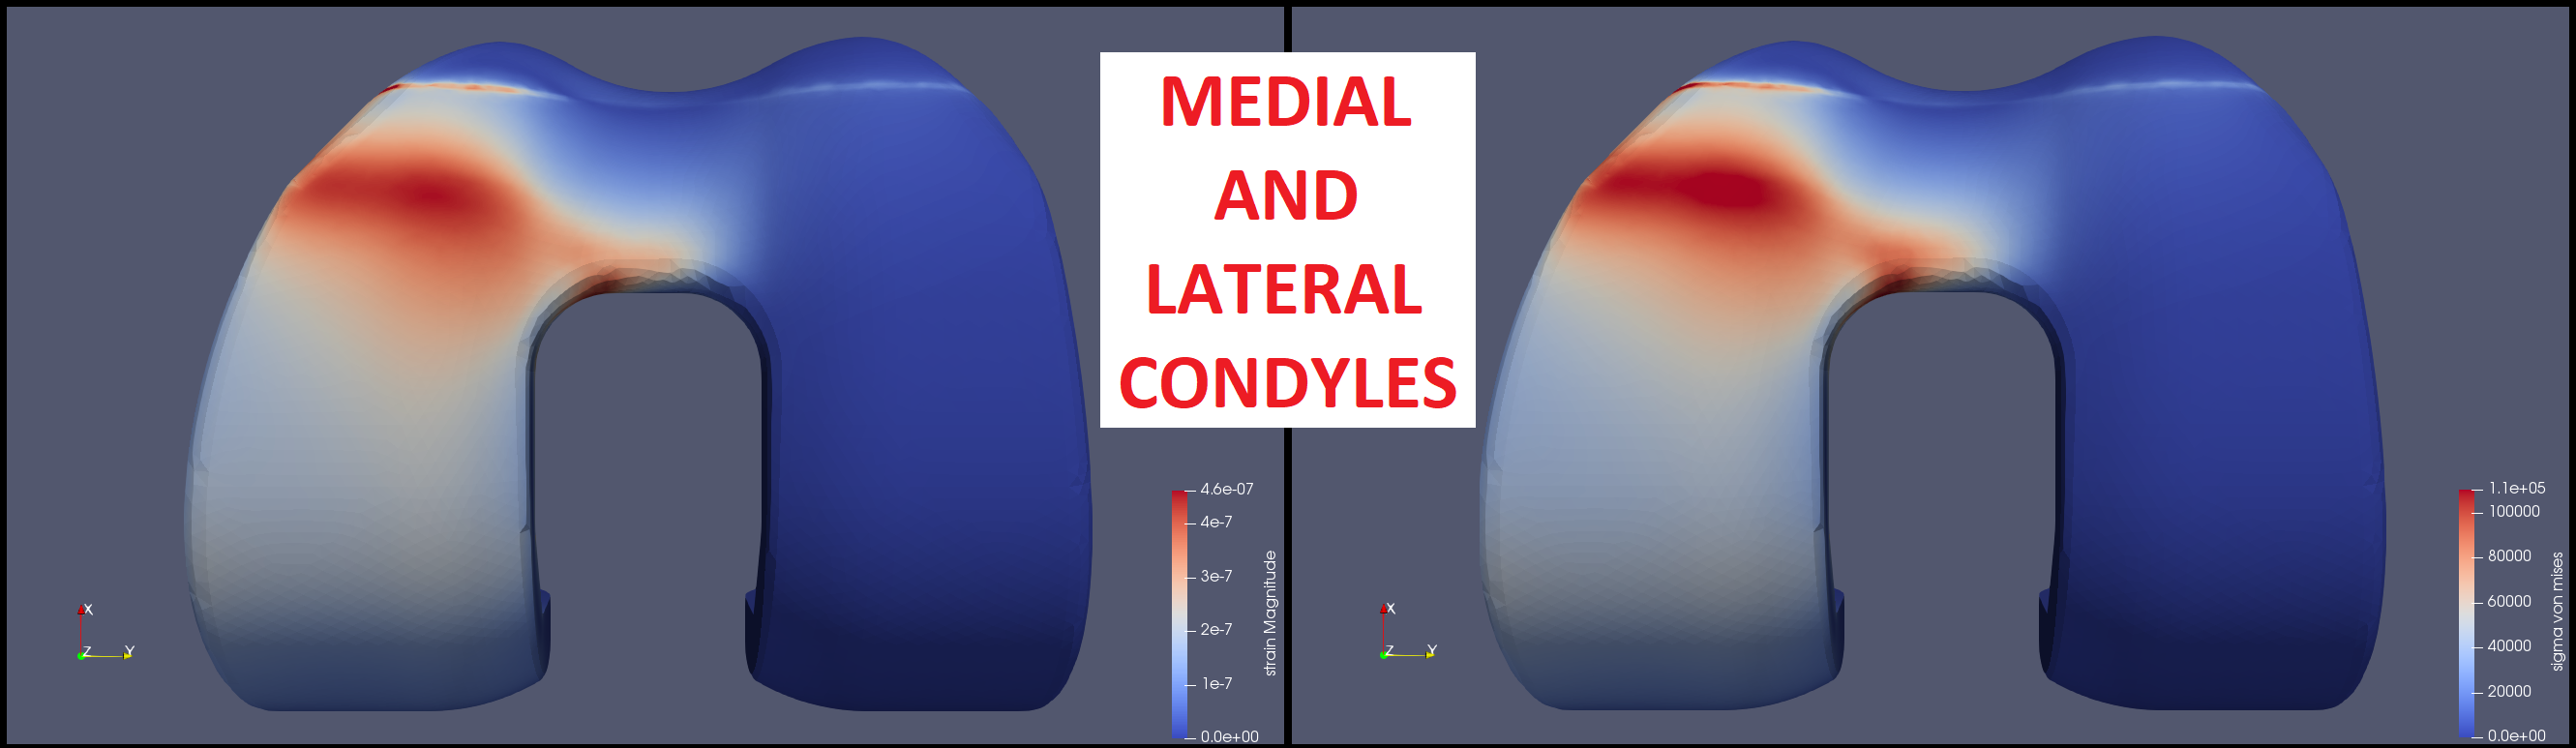 MEDIAL
AND
LATERAL
CONDYLES
4.6e-07
4e-7
3e-7
2e-7
1e-7
0.0e+00
strain Magnitude
X
Z
Y
1.1e+05
100000
80000
60000
40000
20000
0.0e+00
sigma von mises
X
Z
Y